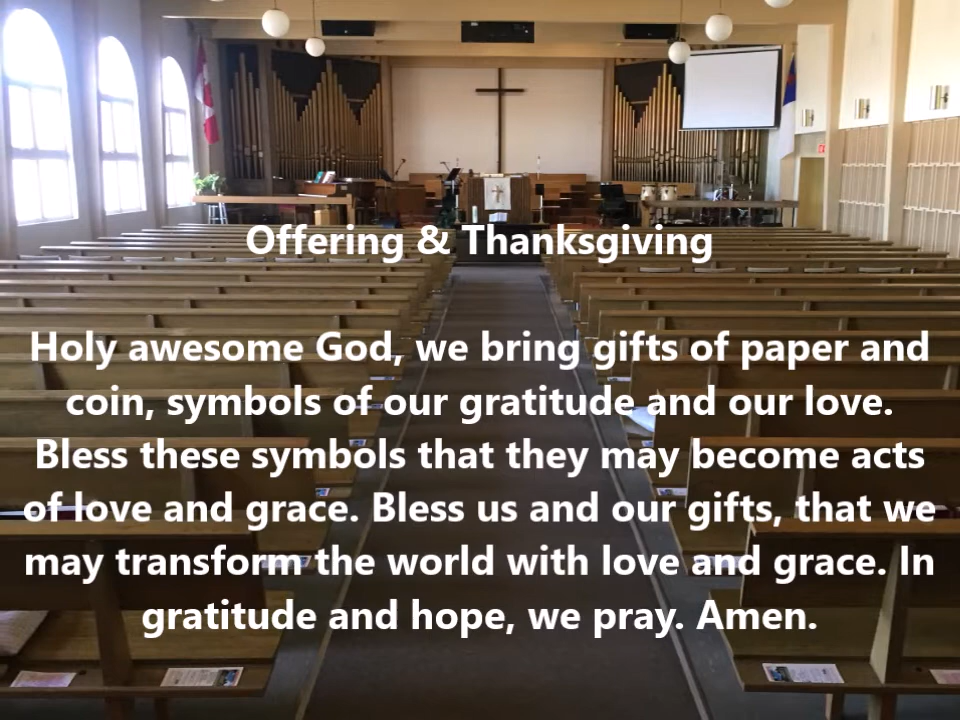 Offering & Thanksgiving
Holy awesome God, we bring gifts of paper and
coin, symbols of our gratitude and our love.
Bless these symbols that they may become acts
of love and grace. Bless us and our gifts, that we
may transform the world with love and grace. In
gratitude and hope, we pray. Amen.